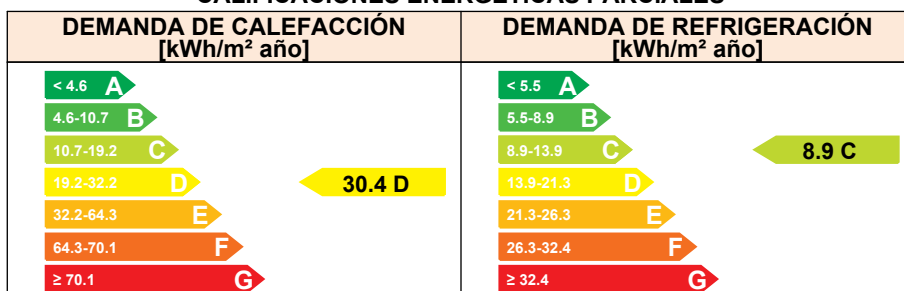 CALIFICACIONES ENERGÉTICAS PARCIALES
DEMANDA DE CALEFACCIÓN
[kWh/m² año]
DEMANDA DE REFRIGERACIÓN
[kWh/m² año]
< 4.6 A
4.6-10.7 B
10.7-19.2 C
19.2-32.2 D
30.4 D
32.2-64.3 E
64.3-70.1 F
≥ 70.1 G
< 5.5 A
5.5-8.9 B
8.9-13.9 C
8.9 C
13.9-21.3 D
21.3-26.3 E
26.3-32.4 F
≥ 32.4 G